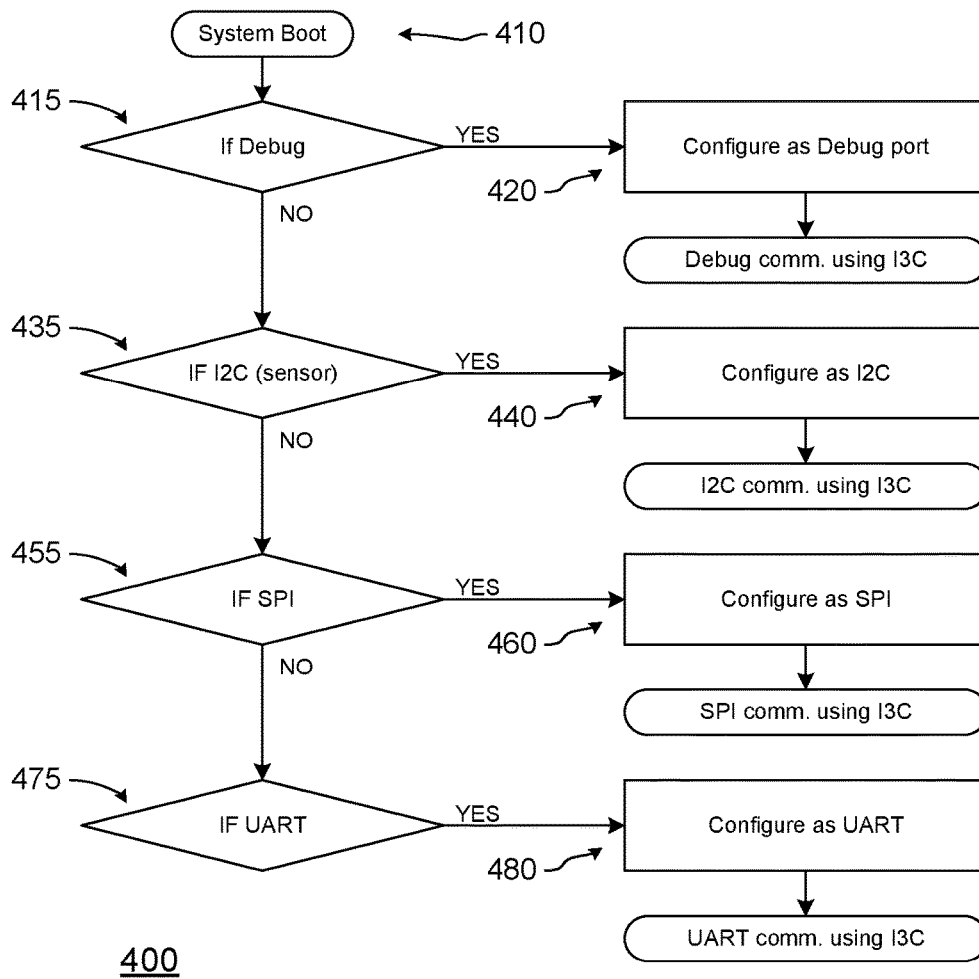 System Boot
410
415
If Debug
YES
Configure as Debug port
420
NO
Debug comm. using I3C
435
IF I2C (sensor)
YES
Configure as I2C
440
NO
I2C comm. using I3C
455
IF SPI
YES
Configure as SPI
460
NO
SPI comm. using I3C
475
IF UART
YES
Configure as UART
480
UART comm. using I3C
400